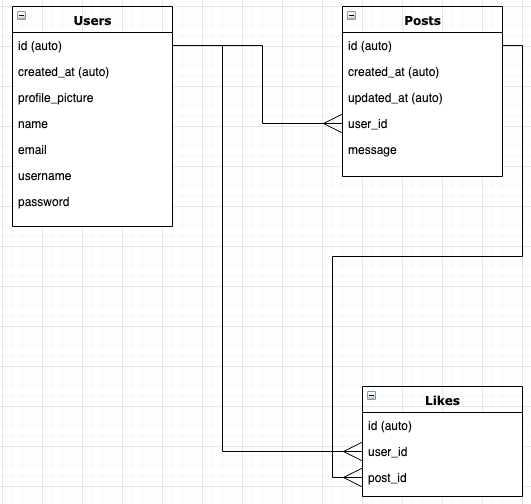 Users
id (auto)
created_at (auto)
profile_picture
name
email
username
password
Posts
id (auto)
created_at (auto)
updated_at (auto)
user_id
message
Likes
id (auto)
user_id
post_id